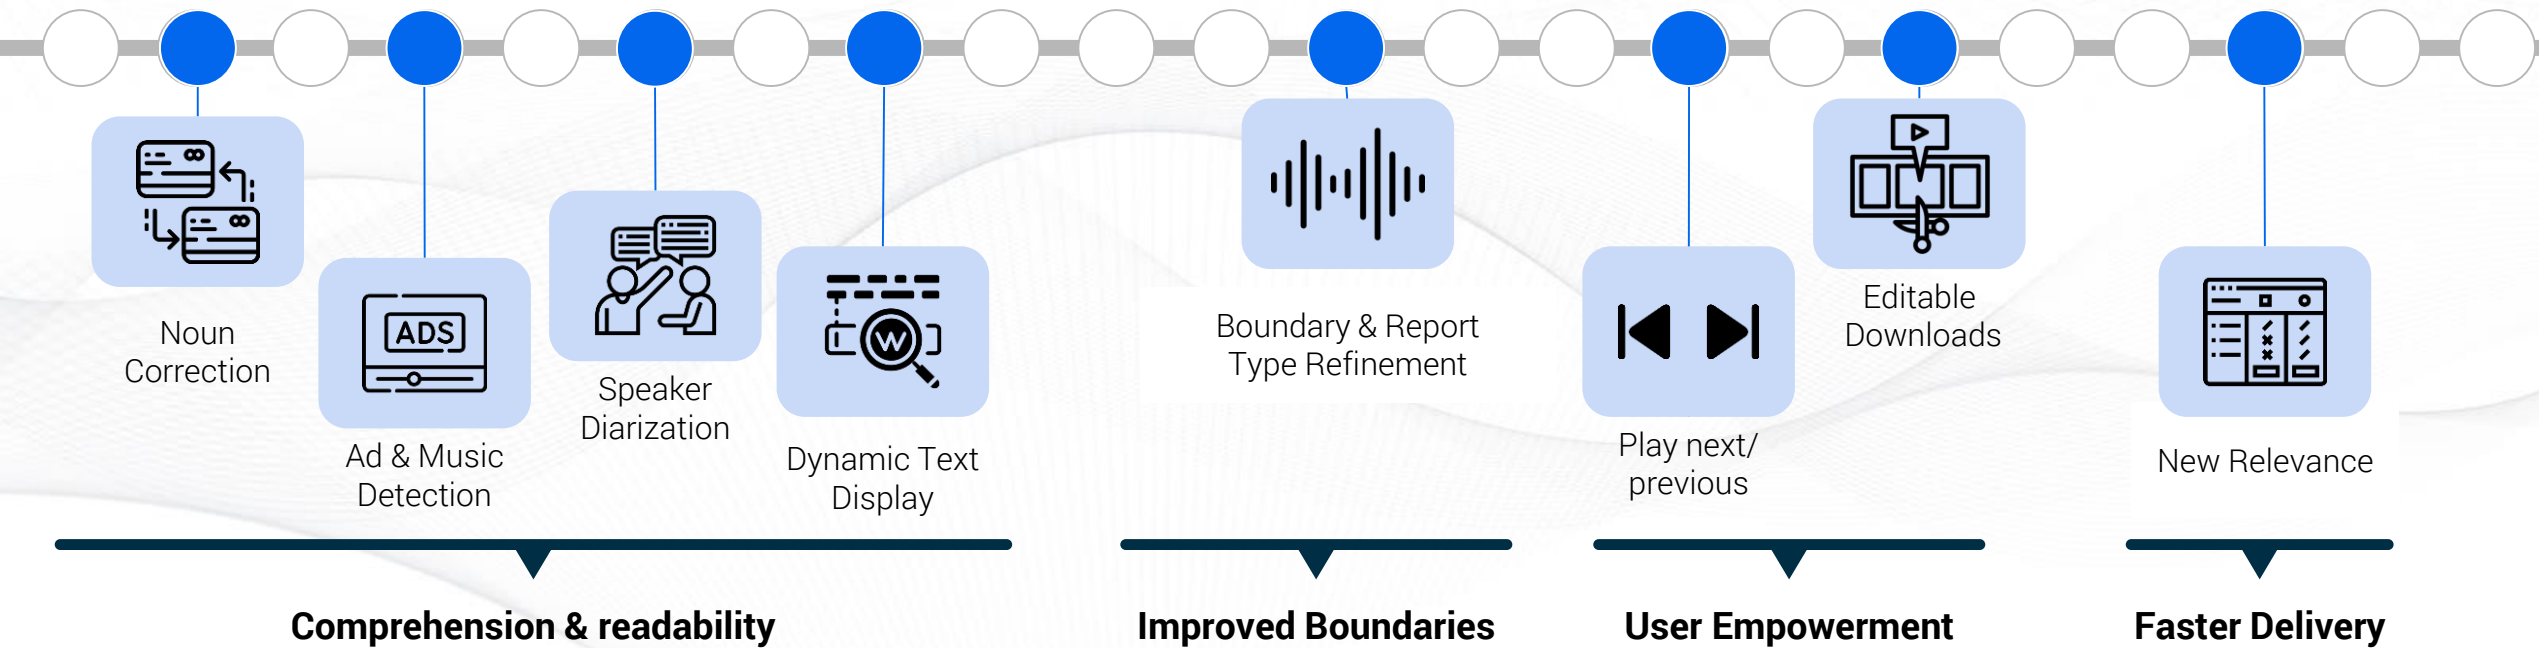 Noun
Correction
ADS
Ad & Music
Detection
Speaker
Diarization
W
Dynamic Text
Display
Boundary & Report
Type Refinement
Play next/
previous
Editable
Downloads
New Relevance
Comprehension & readability
Improved Boundaries
User Empowerment
Faster Delivery